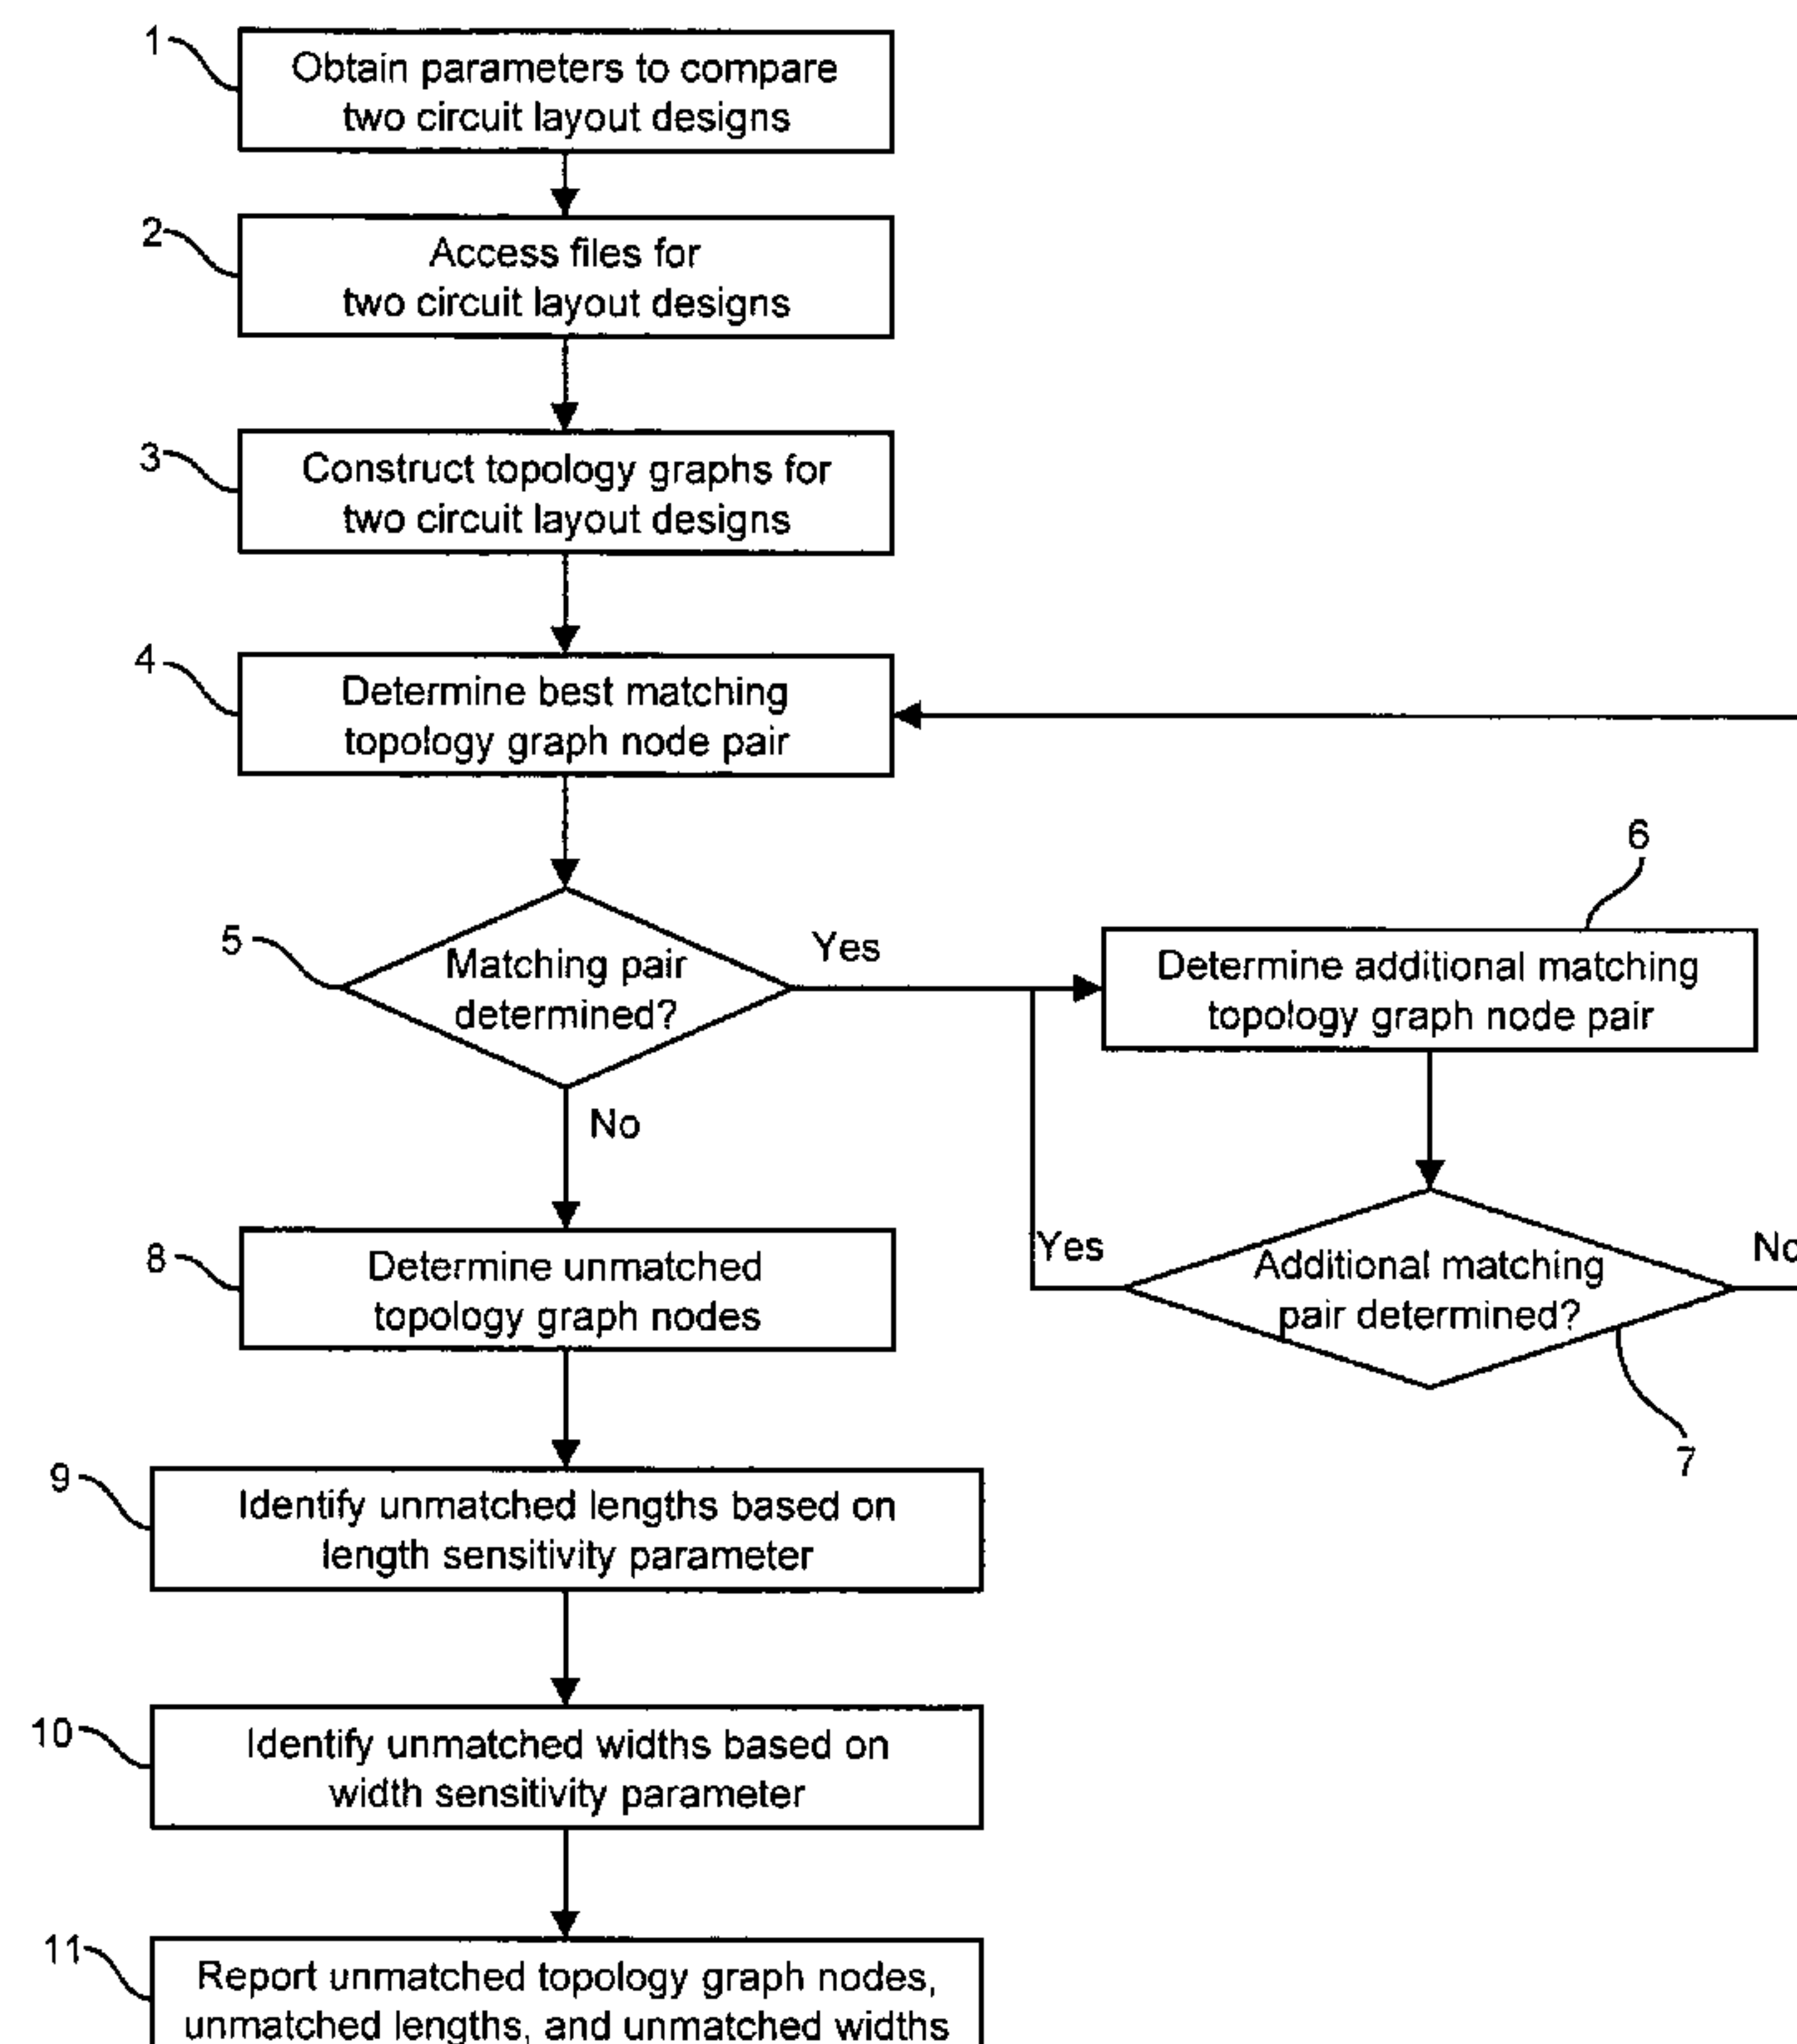 1
Obtain parameters to compare
two circuit layout designs
2
Access files for
two circuit layout designs
3
Construct topology graphs for
two circuit layout designs
4
Determine best matching
topology graph node pair
5
Matching pair
determined?
Yes
No
6
Determine additional matching
topology graph node pair
Yes
Additional matching
pair determined?
No
7
8
Determine unmatched
topology graph nodes
9
Identify unmatched lengths based on
length sensitivity parameter
10
Identify unmatched widths based on
width sensitivity parameter
11
Report unmatched topology graph nodes,
unmatched lengths, and unmatched widths